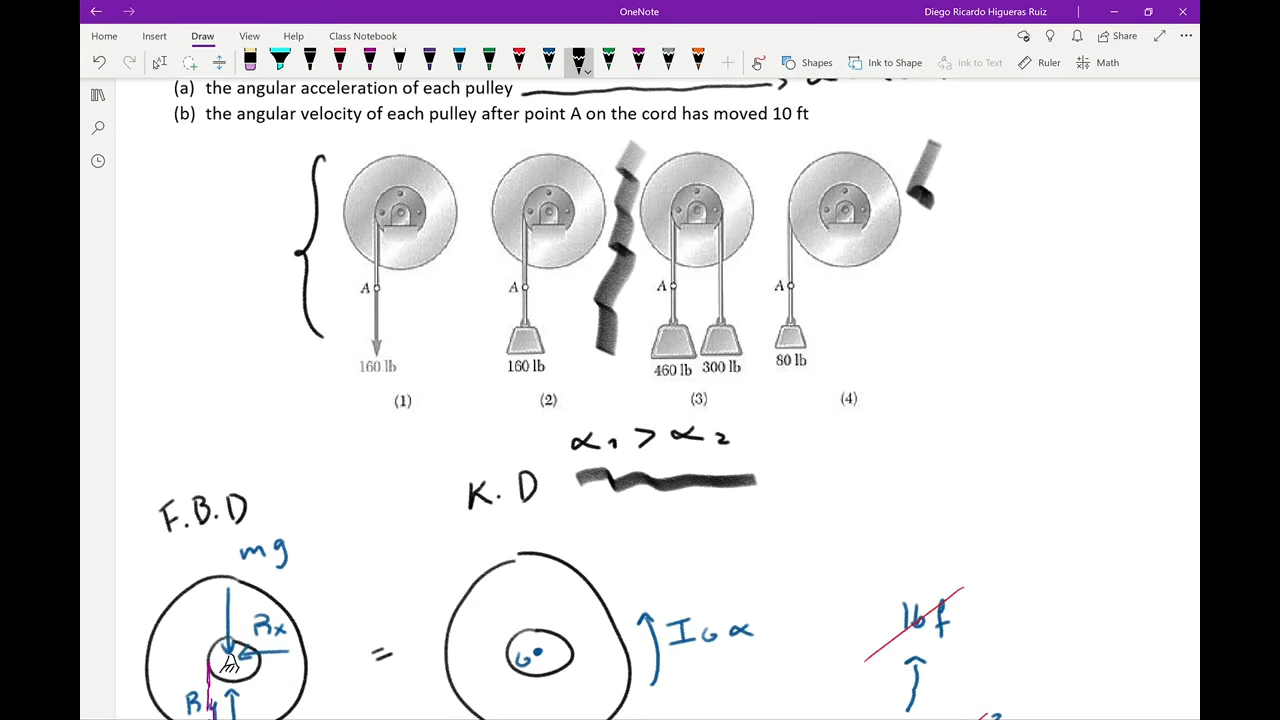 OneNote
Diego Ricardo Higueras Ruiz
Home Insert Draw View Help Class Notebook
Share
Shapes Ink to Shape Ink to Text Ruler Math
(a) the angular acceleration of each pulley
(b) the angular velocity of each pulley after point A on the cord has moved 10 ft
A A A A
160 lb 160 lb 460 lb 300 lb 80 lb
(1) (2) (3) (4)
α1 > α2
F.B.D K.D
mg
Rx = G IGα lbf
Ry